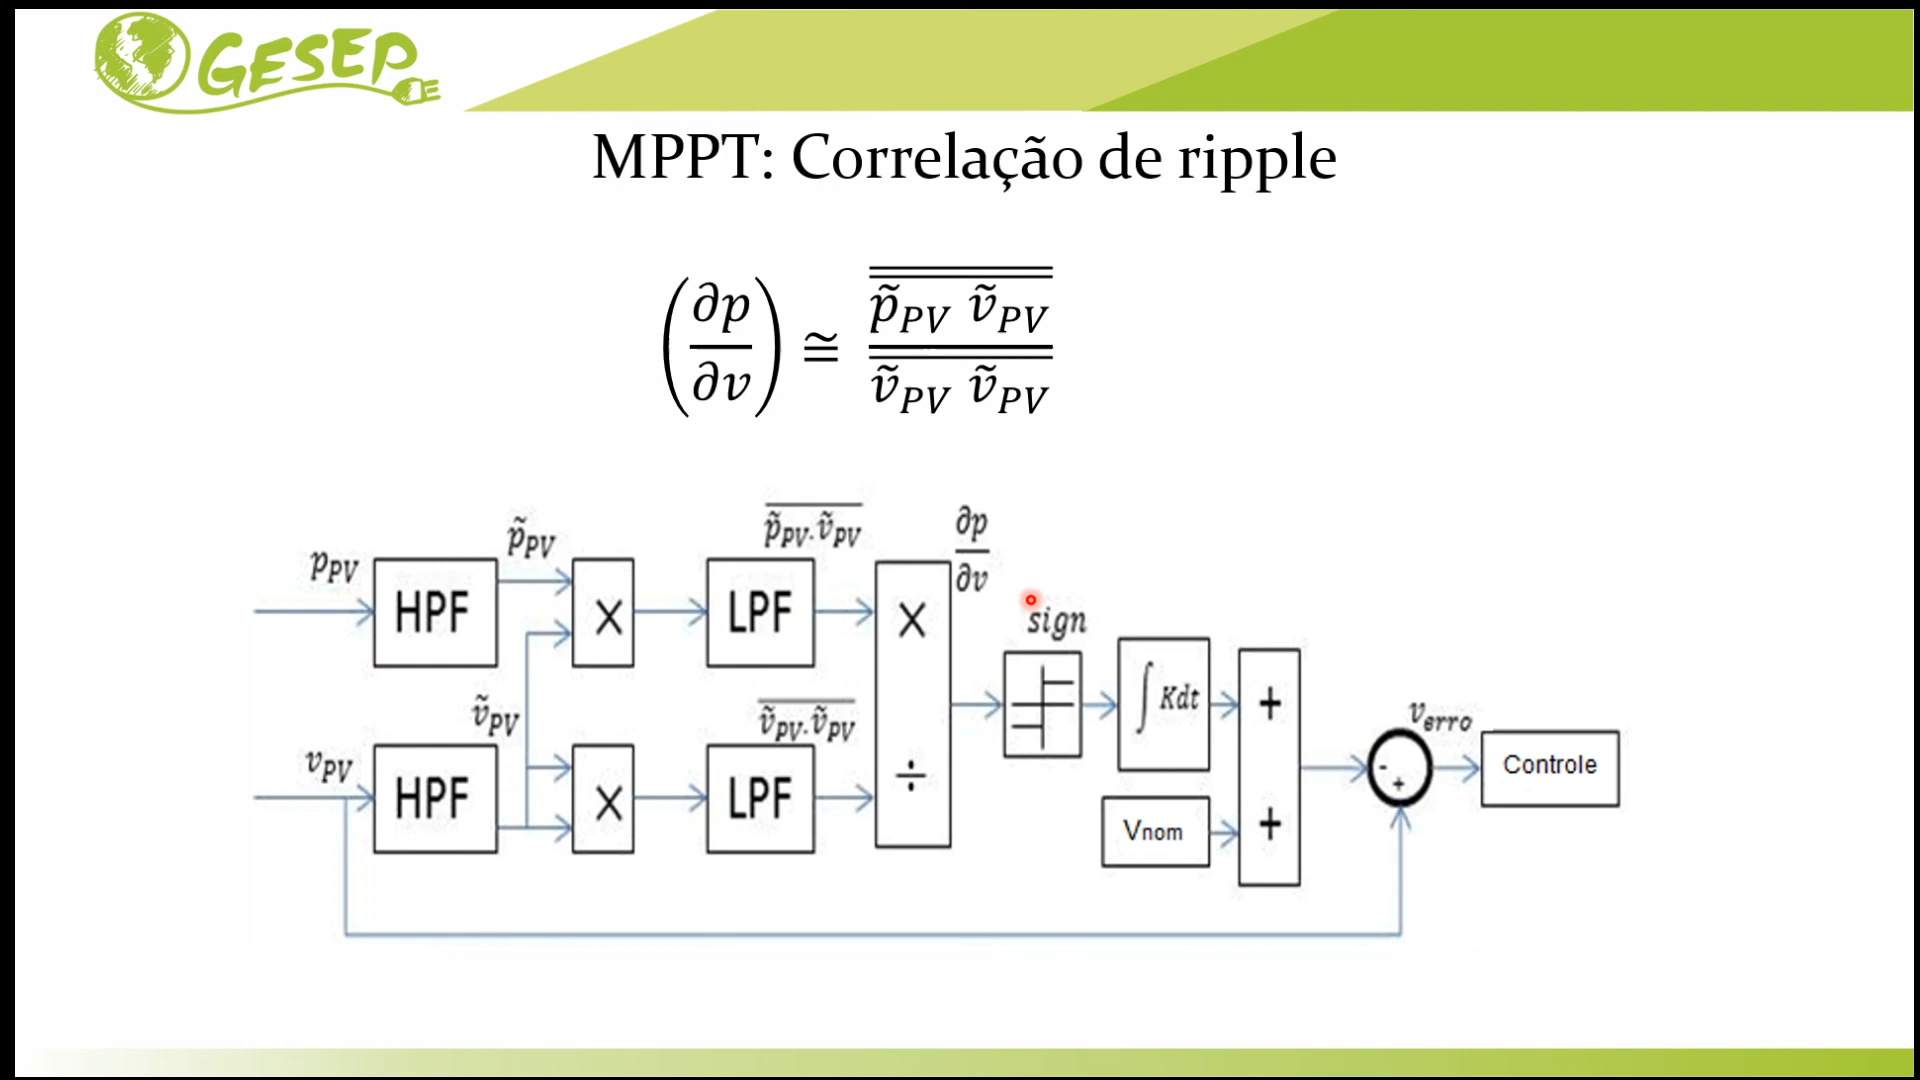 GESEP
MPPT: Correlação de ripple
(∂p/∂v) ≅ p̃PV ṽPV / ṽPV ṽPV
p̃PV
p̃PV.ṽPV
∂p/∂v
pPV
HPF
X
LPF
X
sign
ṽPV
ṽPV.ṽPV
∫Kdt
+
verro
vPV
HPF
X
LPF
÷
Vnom
+
-
+
Controle